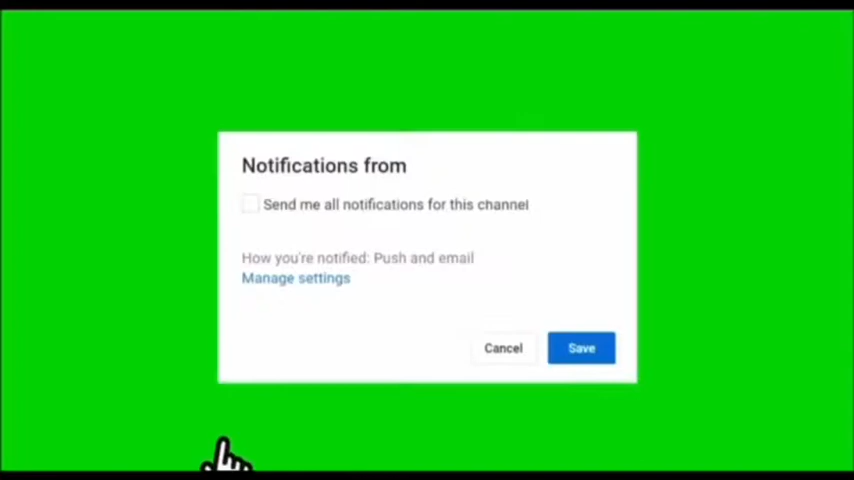 Notifications from
Send me all notifications for this channel
How you're notified: Push and email
Manage settings
Cancel Save